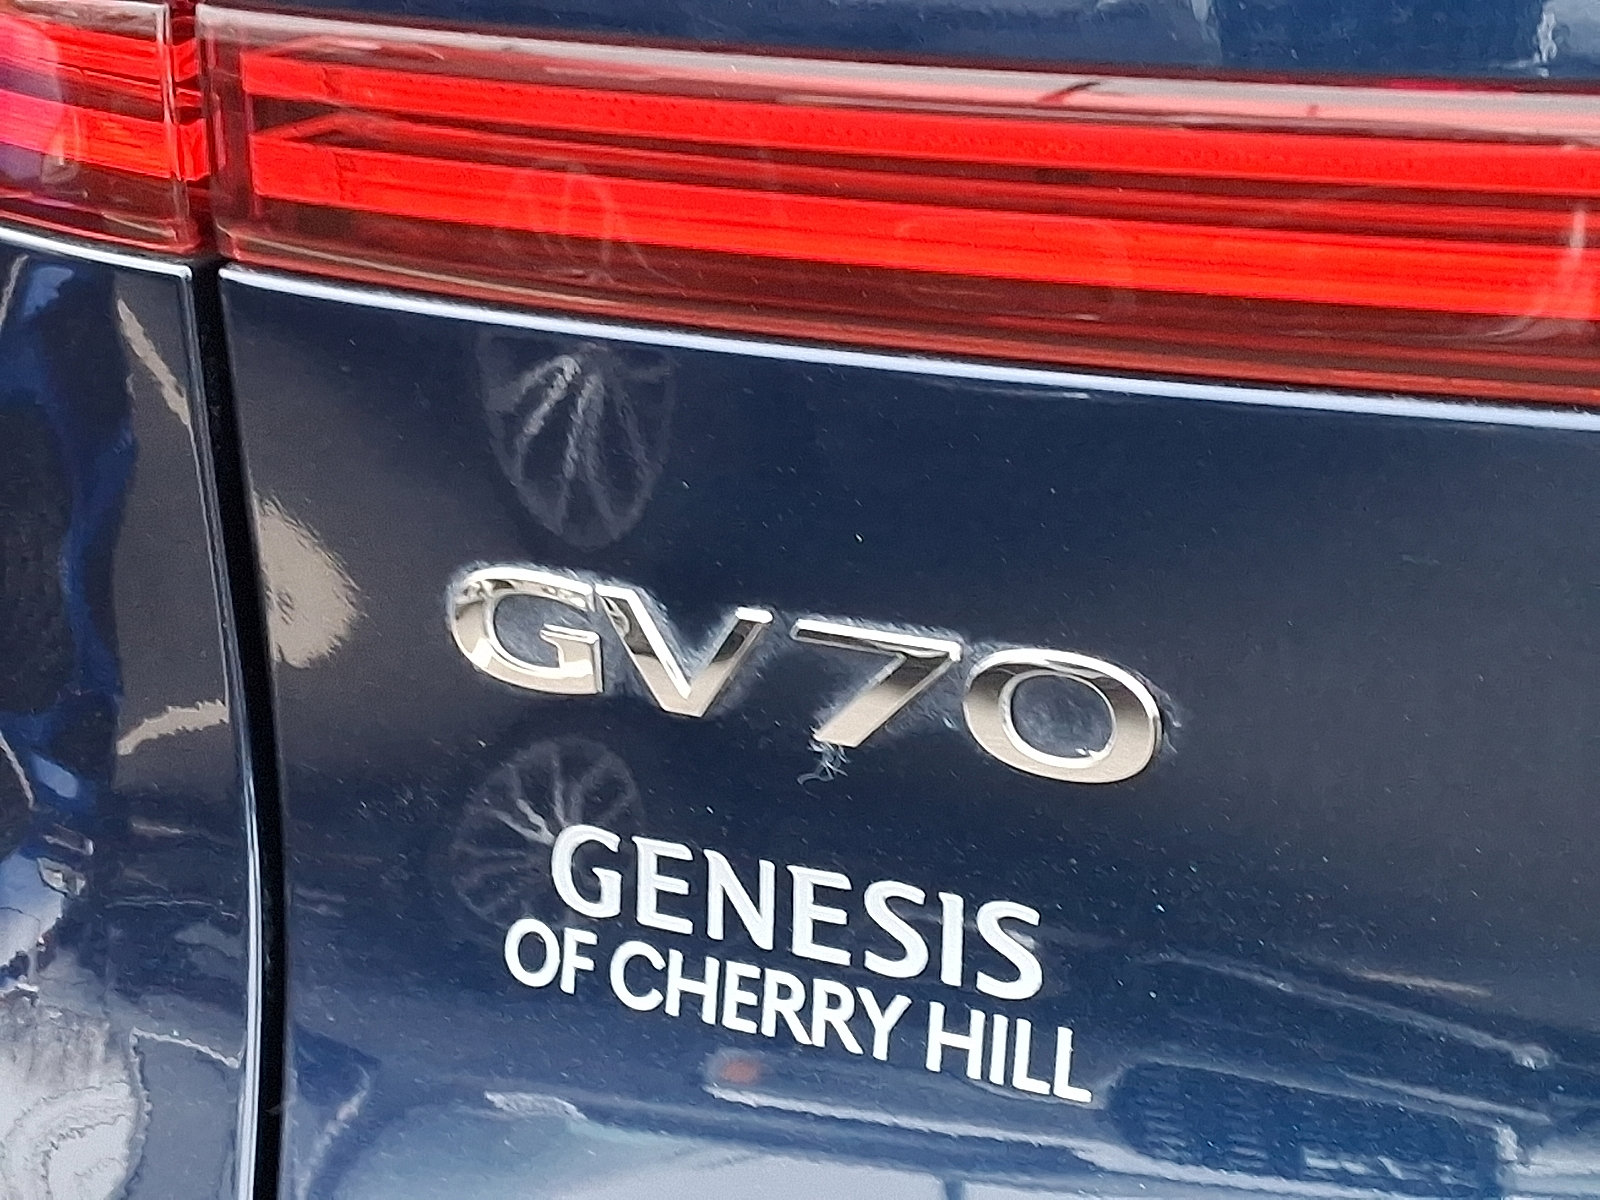 GV70
GENESIS
OF CHERRY HILL